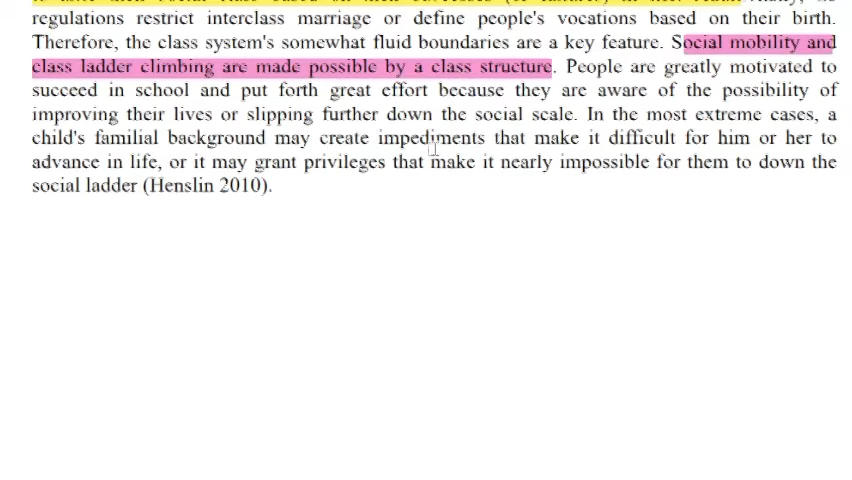 regulations restrict interclass marriage or define people's vocations based on their birth.
Therefore, the class system's somewhat fluid boundaries are a key feature. Social mobility and
class ladder climbing are made possible by a class structure. People are greatly motivated to
succeed in school and put forth great effort because they are aware of the possibility of
improving their lives or slipping further down the social scale. In the most extreme cases, a
child's familial background may create impediments that make it difficult for him or her to
advance in life, or it may grant privileges that make it nearly impossible for them to down the
social ladder (Henslin 2010).